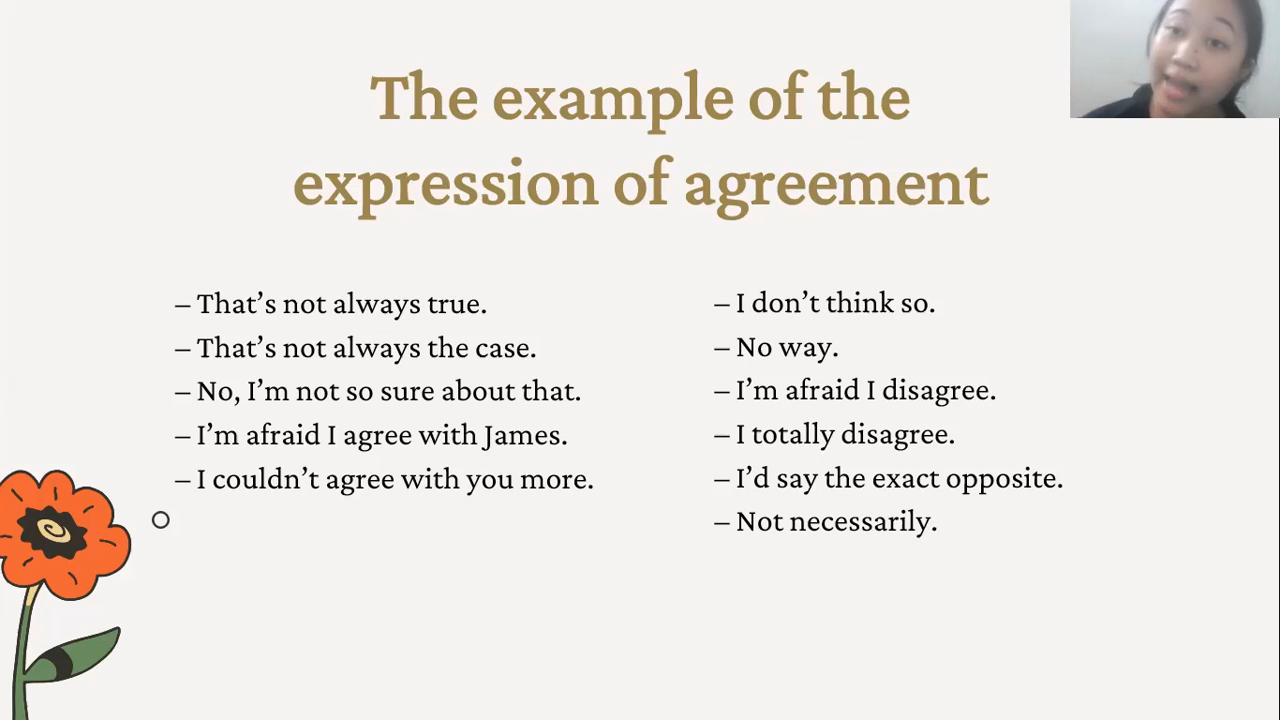 The example of the
expression of agreement
– That's not always true.
– That's not always the case.
– No, I'm not so sure about that.
– I'm afraid I agree with James.
– I couldn't agree with you more.
– I don't think so.
– No way.
– I'm afraid I disagree.
– I totally disagree.
– I'd say the exact opposite.
– Not necessarily.